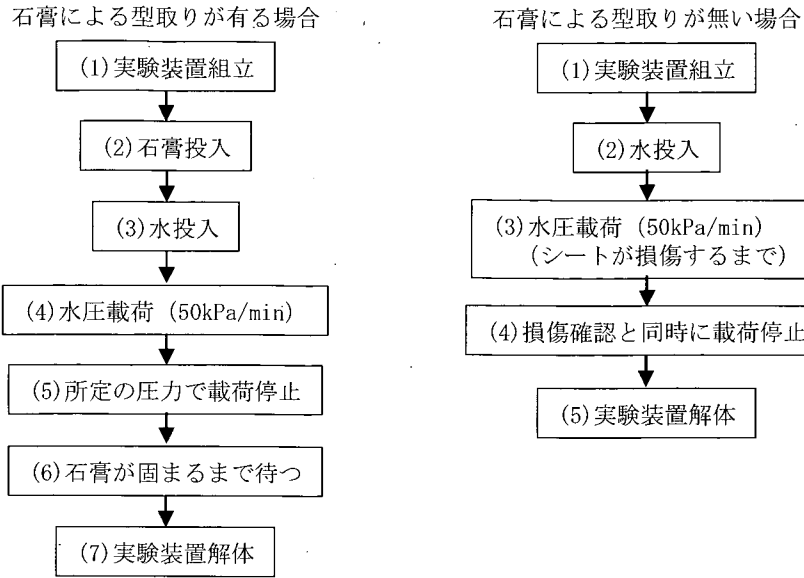 石膏による型取りが有る場合
(1)実験装置組立
(2)石膏投入
(3)水投入
(4)水圧載荷 (50kPa/min)
(5)所定の圧力で載荷停止
(6)石膏が固まるまで待つ
(7)実験装置解体
石膏による型取りが無い場合
(1)実験装置組立
(2)水投入
(3)水圧載荷 (50kPa/min)
(シートが損傷するまで)
(4)損傷確認と同時に載荷停止
(5)実験装置解体